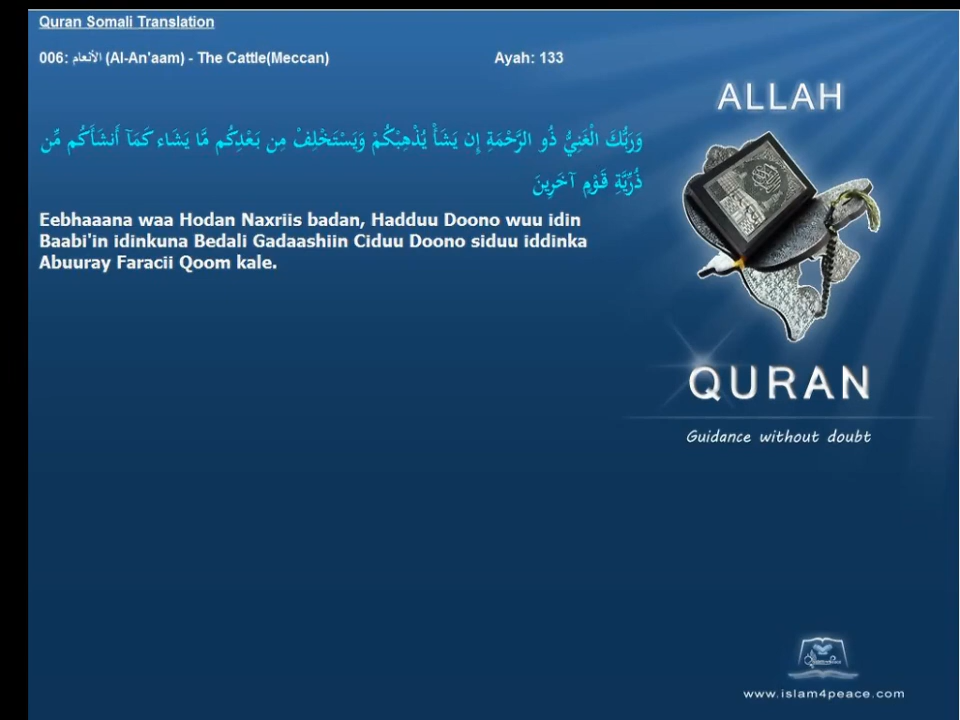 Quran Somali Translation
006: الأنعام (Al-An'aam) - The Cattle(Meccan) Ayah: 133
وَرَبُّكَ الْغَنِيُّ ذُو الرَّحْمَةِ إِن يَشَأْ يُذْهِبْكُمْ وَيَسْتَخْلِفْ مِن بَعْدِكُم مَّا يَشَاء كَمَآ أَنشَأَكُم مِّن
ذُرِّيَّةِ قَوْمٍ آخَرِينَ
Eebhaaana waa Hodan Naxriis badan, Hadduu Doono wuu idin
Baabi'in idinkuna Bedali Gadaashiin Ciduu Doono siduu iddinka
Abuuray Faracii Qoom kale.
ALLAH
QURAN
Guidance without doubt
www.islam4peace.com